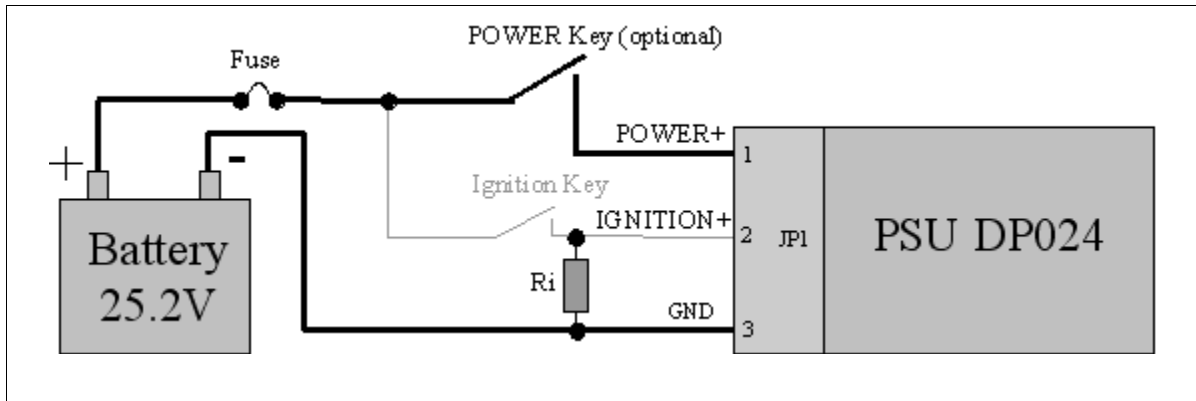 POWER Key (optional)
Fuse
POWER+
+
-
1
Ignition Key
IGNITION+
2
JP1
PSU DP024
Battery
25.2V
Ri
GND
3